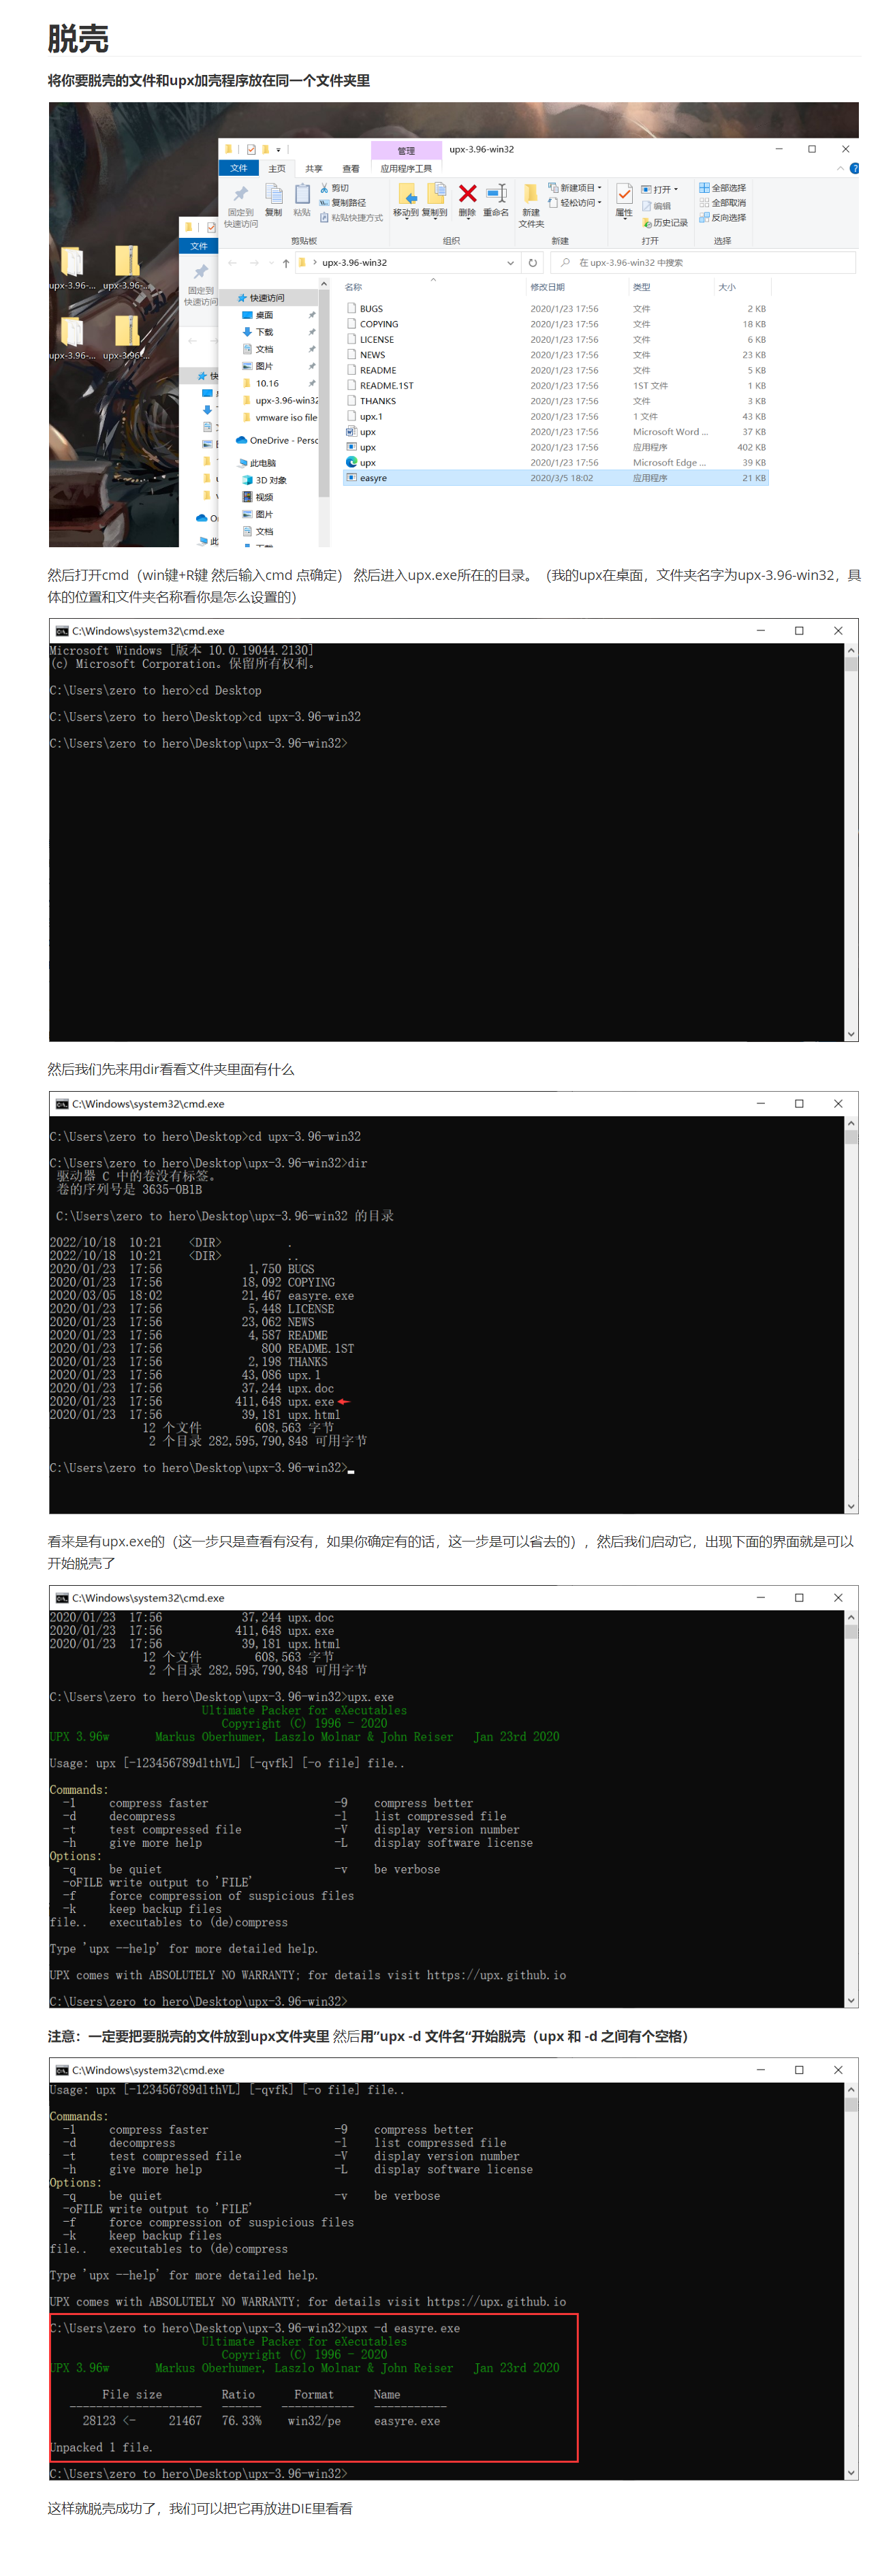 脱壳
将你要脱壳的文件和upx加壳程序放在同一个文件夹里
管理
upx-3.96-win32
文件
主页
共享
查看
应用程序工具
固定到
快速访问
复制
粘贴
剪切
复制路径
粘贴快捷方式
移动到
复制到
删除
重命名
新建
文件夹
新建项目
轻松访问
属性
打开
编辑
历史记录
全部选择
全部取消
反向选择
剪贴板
组织
新建
打开
选择
upx-3.96-win32
在 upx-3.96-win32 中搜索
文件
固定到
快速访问
upx-3.96-...
upx-3.96-...
upx-3.96-...
upx-3.96-...
快速访问
桌面
下载
文档
图片
10.16
upx-3.96-win32
vmware iso file
OneDrive - Perso
此电脑
3D 对象
视频
图片
文档
名称 修改日期 类型 大小
BUGS 2020/1/23 17:56 文件 2 KB
COPYING 2020/1/23 17:56 文件 18 KB
LICENSE 2020/1/23 17:56 文件 6 KB
NEWS 2020/1/23 17:56 文件 23 KB
README 2020/1/23 17:56 文件 5 KB
README.1ST 2020/1/23 17:56 1ST 文件 1 KB
THANKS 2020/1/23 17:56 文件 3 KB
upx.1 2020/1/23 17:56 1 文件 43 KB
upx 2020/1/23 17:56 Microsoft Word ... 37 KB
upx 2020/1/23 17:56 应用程序 402 KB
upx 2020/1/23 17:56 Microsoft Edge ... 39 KB
easyre 2020/3/5 18:02 应用程序 21 KB
然后打开cmd（win键+R键 然后输入cmd 点确定） 然后进入upx.exe所在的目录。（我的upx在桌面，文件夹名字为upx-3.96-win32，具
体的位置和文件夹名称看你是怎么设置的）
C:\Windows\system32\cmd.exe
Microsoft Windows [版本 10.0.19044.2130]
(c) Microsoft Corporation。保留所有权利。
C:\Users\zero to hero>cd Desktop
C:\Users\zero to hero\Desktop>cd upx-3.96-win32
C:\Users\zero to hero\Desktop\upx-3.96-win32>
然后我们先来用dir看看文件夹里面有什么
C:\Windows\system32\cmd.exe
C:\Users\zero to hero\Desktop>cd upx-3.96-win32
C:\Users\zero to hero\Desktop\upx-3.96-win32>dir
驱动器 C 中的卷没有标签。
卷的序列号是 3635-0B1B
C:\Users\zero to hero\Desktop\upx-3.96-win32 的目录
2022/10/18 10:21 <DIR> .
2022/10/18 10:21 <DIR> ..
2020/01/23 17:56 1,750 BUGS
2020/01/23 17:56 18,092 COPYING
2020/03/05 18:02 21,467 easyre.exe
2020/01/23 17:56 5,448 LICENSE
2020/01/23 17:56 23,062 NEWS
2020/01/23 17:56 4,587 README
2020/01/23 17:56 800 README.1ST
2020/01/23 17:56 2,198 THANKS
2020/01/23 17:56 43,086 upx.1
2020/01/23 17:56 37,244 upx.doc
2020/01/23 17:56 411,648 upx.exe
2020/01/23 17:56 39,181 upx.html
12 个文件 608,563 字节
2 个目录 282,595,790,848 可用字节
C:\Users\zero to hero\Desktop\upx-3.96-win32>
看来是有upx.exe的（这一步只是查看有没有，如果你确定有的话，这一步是可以省去的），然后我们启动它，出现下面的界面就是可以
开始脱壳了
C:\Windows\system32\cmd.exe
2020/01/23 17:56 37,244 upx.doc
2020/01/23 17:56 411,648 upx.exe
2020/01/23 17:56 39,181 upx.html
12 个文件 608,563 字节
2 个目录 282,595,790,848 可用字节
C:\Users\zero to hero\Desktop\upx-3.96-win32>upx.exe
Ultimate Packer for eXecutables
Copyright (C) 1996 - 2020
UPX 3.96w Markus Oberhumer, Laszlo Molnar & John Reiser Jan 23rd 2020
Usage: upx [-123456789dlthVL] [-qvfk] [-o file] file..
Commands:
-1 compress faster -9 compress better
-d decompress -l list compressed file
-t test compressed file -V display version number
-h give more help -L display software license
Options:
-q be quiet -v be verbose
-oFILE write output to 'FILE'
-f force compression of suspicious files
-k keep backup files
file.. executables to (de)compress
Type 'upx --help' for more detailed help.
UPX comes with ABSOLUTELY NO WARRANTY; for details visit https://upx.github.io
C:\Users\zero to hero\Desktop\upx-3.96-win32>
注意：一定要把要脱壳的文件放到upx文件夹里 然后用”upx -d 文件名“开始脱壳（upx 和 -d 之间有个空格）
C:\Windows\system32\cmd.exe
Usage: upx [-123456789dlthVL] [-qvfk] [-o file] file..
Commands:
-1 compress faster -9 compress better
-d decompress -l list compressed file
-t test compressed file -V display version number
-h give more help -L display software license
Options:
-q be quiet -v be verbose
-oFILE write output to 'FILE'
-f force compression of suspicious files
-k keep backup files
file.. executables to (de)compress
Type 'upx --help' for more detailed help.
UPX comes with ABSOLUTELY NO WARRANTY; for details visit https://upx.github.io
C:\Users\zero to hero\Desktop\upx-3.96-win32>upx -d easyre.exe
Ultimate Packer for eXecutables
Copyright (C) 1996 - 2020
UPX 3.96w Markus Oberhumer, Laszlo Molnar & John Reiser Jan 23rd 2020
File size Ratio Format Name
-------------------- ------ ----------- -----------
28123 <- 21467 76.33% win32/pe easyre.exe
Unpacked 1 file.
C:\Users\zero to hero\Desktop\upx-3.96-win32>
这样就脱壳成功了，我们可以把它再放进DIE里看看